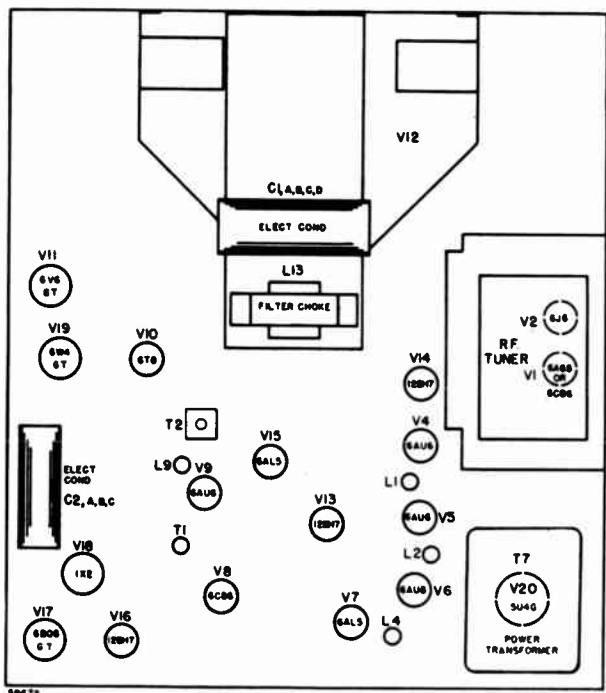 V12
C1,A,B,C,D
ELECT COND
L13
FILTER CHOKE
V11
6V6
GT
V19
6W4
GT
V10
6T8
V2
6J6
R F
TUNER
V1
6AG5
OR
6CB6
V14
12BH7
T2
V4
6AU6
V15
6AL5
L9
V9
6AU6
L1
ELECT
COND
C2,A,B,C
V13
12BH7
6AU6
V5
T1
L2
V18
1X2
V8
6CB6
6AU6
V6
T7
V20
5U4G
POWER
TRANSFORMER
V17
6BQ6
GT
V16
12BH7
V7
6AL5
L4